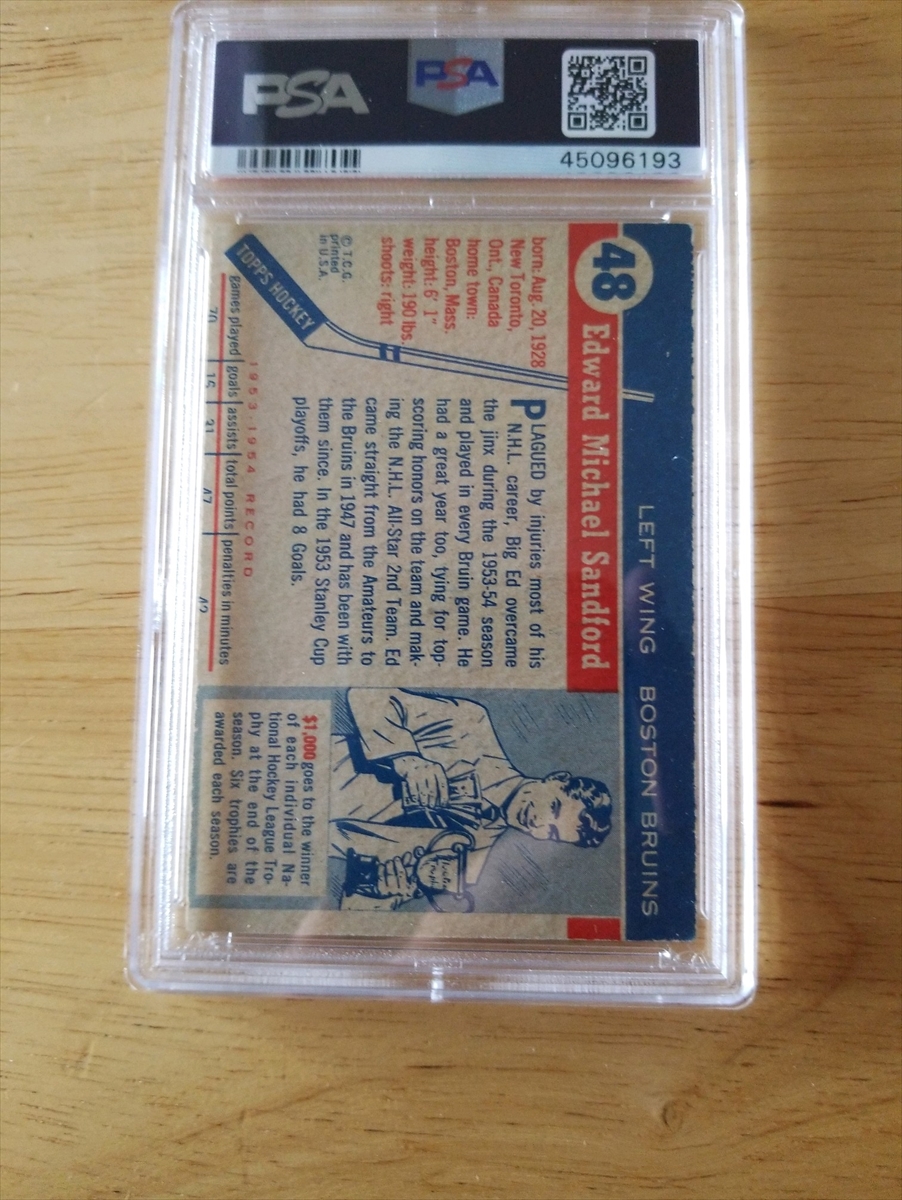 PSA
PSA
45096193
LEFT WING BOSTON BRUINS
48 Edward Michael Sandford
born: Aug. 20, 1928
New Toronto,
Ont., Canada
home town:
Boston, Mass.
height: 6' 1"
weight: 190 lbs.
shoots: right
© T.C.G.
printed
in U.S.A.
TOPPS HOCKEY
PLAGUED by injuries most of his
N.H.L. career, Big Ed overcame
the jinx during the 1953-54 season
and played in every Bruin game. He
had a great year too, tying for top-
scoring honors on the team and mak-
ing the N.H.L. All-Star 2nd Team. Ed
came straight from the Amateurs to
the Bruins in 1947 and has been with
them since. In the 1953 Stanley Cup
playoffs, he had 8 Goals.
1953-1954 RECORD
games played goals assists total points penalties in minutes
70 16 31 47 42
$1,000 goes to the winner
of each individual Na-
tional Hockey League Tro-
phy at the end of the
season. Six trophies are
awarded each season.